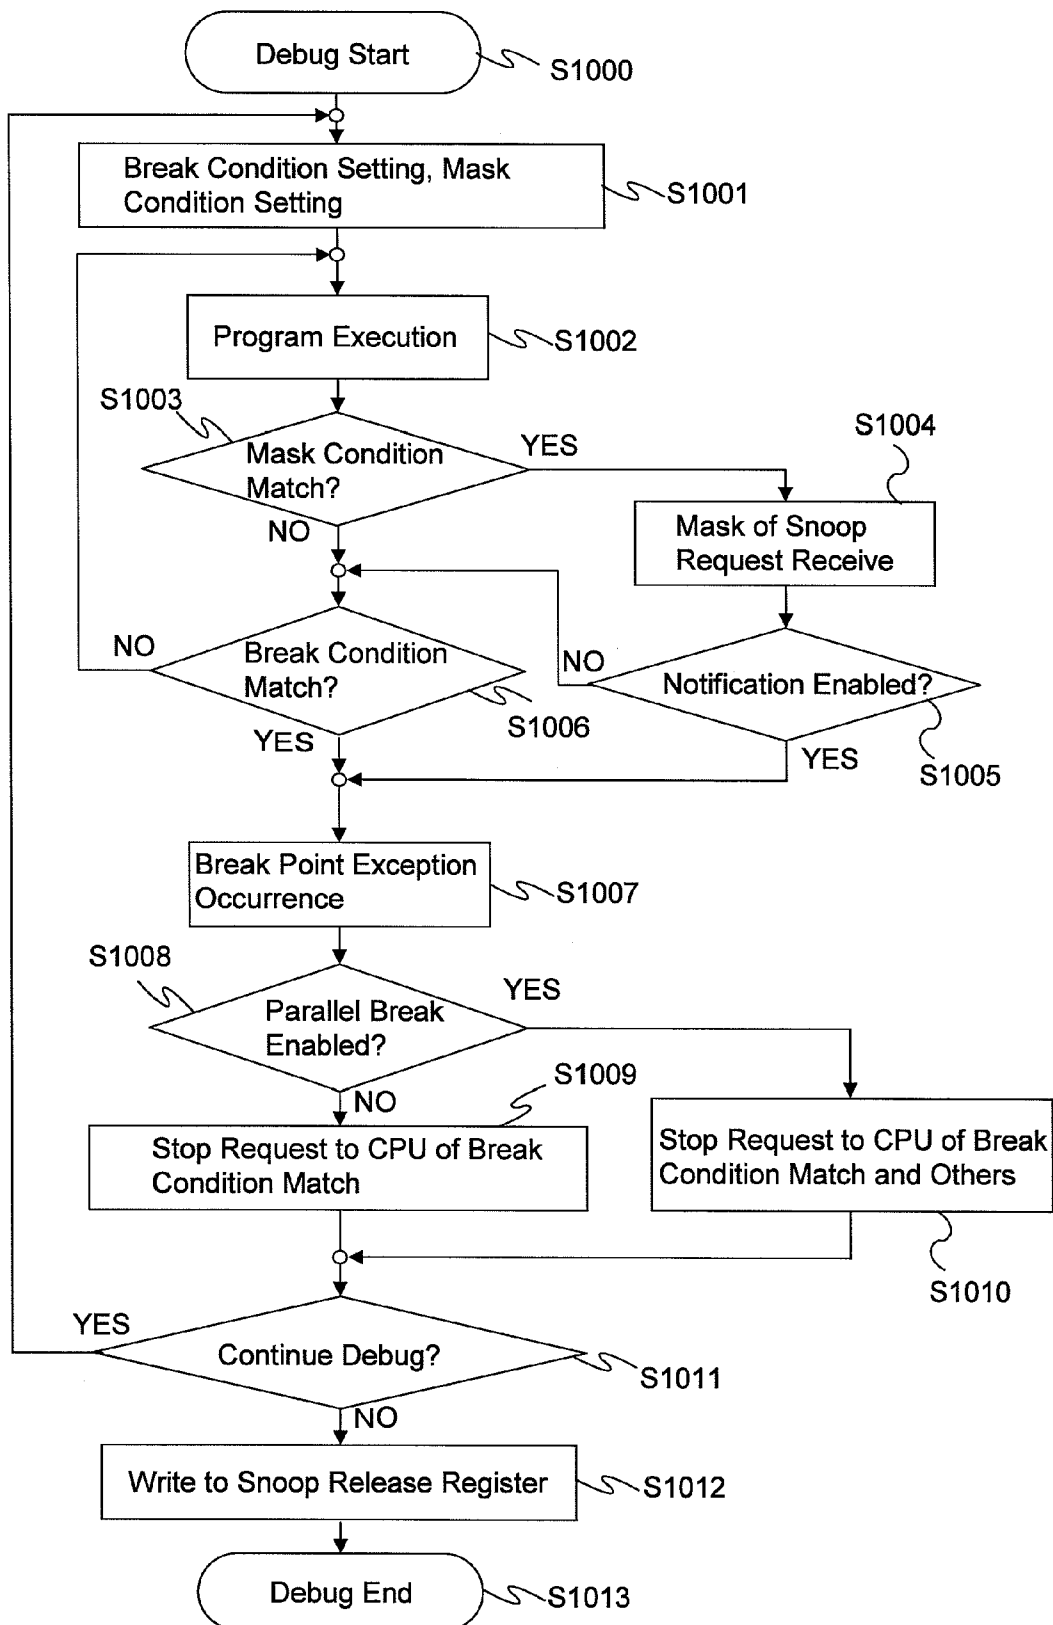 Debug Start
S1000
Break Condition Setting, Mask
Condition Setting
S1001
Program Execution
S1002
S1003
Mask Condition
Match?
YES
NO
S1004
Mask of Snoop
Request Receive
NO
Break Condition
Match?
S1006
YES
NO
Notification Enabled?
YES
S1005
Break Point Exception
Occurrence
S1007
S1008
Parallel Break
Enabled?
YES
NO
S1009
Stop Request to CPU of Break
Condition Match
Stop Request to CPU of Break
Condition Match and Others
S1010
YES
Continue Debug?
S1011
NO
Write to Snoop Release Register
S1012
Debug End
S1013